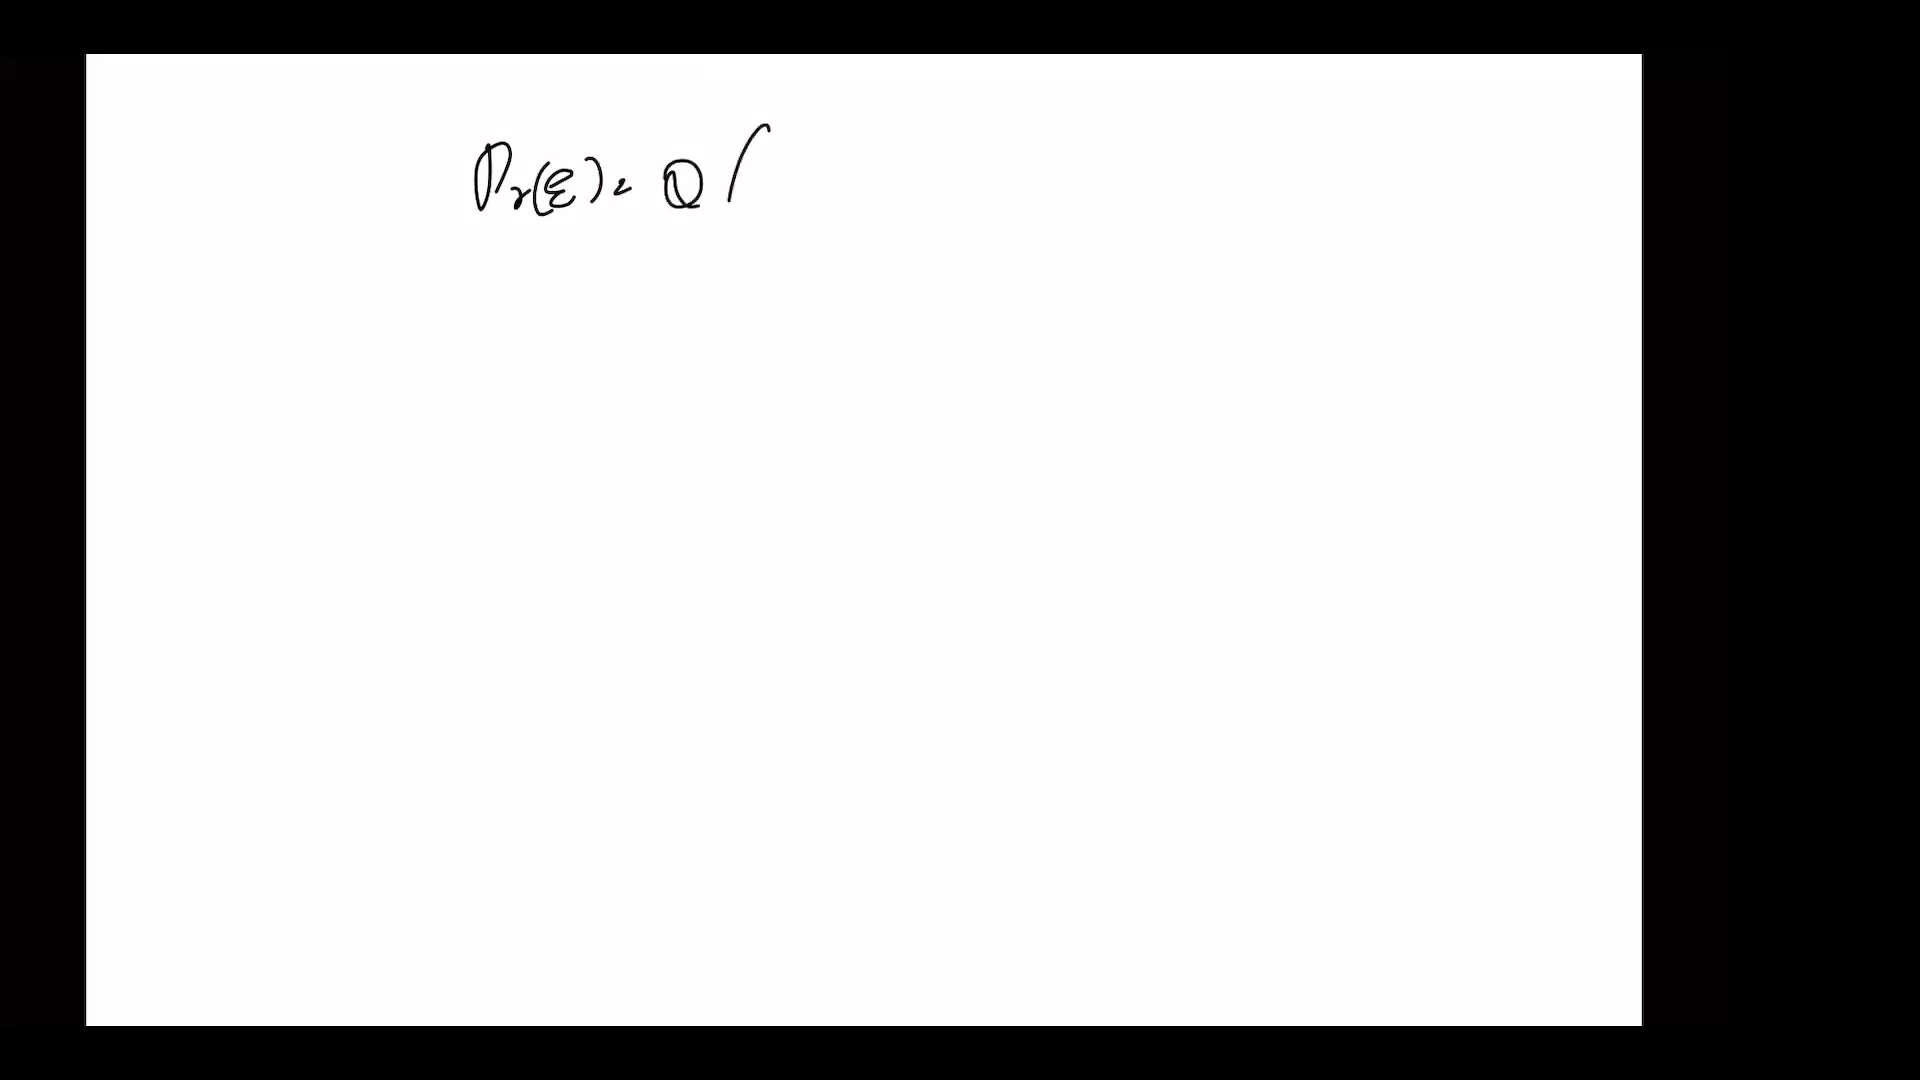 Pr(ℰ) = Q (